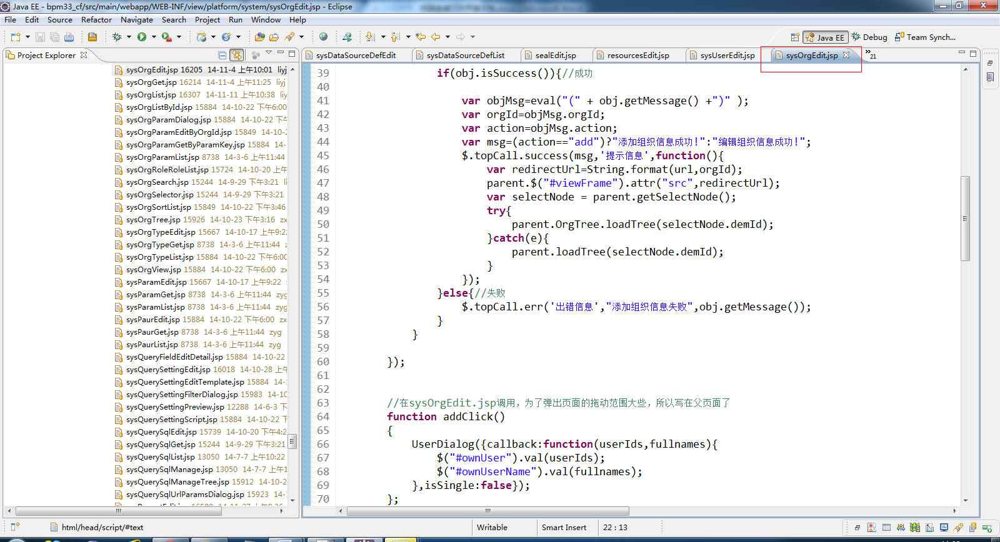 Java EE - bpm33_cf/src/main/webapp/WEB-INF/view/platform/system/sysOrgEdit.jsp - Eclipse
File Edit Source Refactor Navigate Search Project Run Window Help
Java EE Debug Team Synch...
Project Explorer
sysOrgEdit.jsp 16205 14-11-4 上午10:01 liyj
sysOrgGet.jsp 16214 14-11-4 上午11:25 liyj
sysOrgList.jsp 16307 14-11-11 上午10:38 liy
sysOrgListById.jsp 15884 14-10-22 下午6:00
sysOrgParamDialog.jsp 15884 14-10-22 下午
sysOrgParamEditByOrgId.jsp 15849 14-10-2
sysOrgParamGetByParamKey.jsp 15884 14-
sysOrgParamList.jsp 8738 14-3-6 上午11:44
sysOrgRoleRoleList.jsp 15724 14-10-20 上午
sysOrgSearch.jsp 15244 14-9-29 下午3:21 li
sysOrgSelector.jsp 15244 14-9-29 下午3:21
sysOrgSortList.jsp 15849 14-10-22 下午3:46
sysOrgTree.jsp 15926 14-10-23 下午3:16 zx
sysOrgTypeEdit.jsp 15667 14-10-17 上午9:22
sysOrgTypeGet.jsp 8738 14-3-6 上午11:44 z
sysOrgTypeList.jsp 15884 14-10-22 下午6:00
sysOrgView.jsp 15884 14-10-22 下午6:00 zx
sysParamEdit.jsp 15667 14-10-17 上午9:22 z
sysParamGet.jsp 8738 14-3-6 上午11:44 zyg
sysParamList.jsp 8738 14-3-6 上午11:44 zyg
sysPaurEdit.jsp 15884 14-10-22 下午6:00 zx
sysPaurGet.jsp 8738 14-3-6 上午11:44 zyg
sysPaurList.jsp 8738 14-3-6 上午11:44 zyg
sysQueryFieldEditDetail.jsp 15884 14-10-22
sysQuerySettingEdit.jsp 16018 14-10-28 上午
sysQuerySettingEditTemplate.jsp 15884 14-
sysQuerySettingFilterDialog.jsp 15983 14-10
sysQuerySettingPreview.jsp 12288 14-6-3 下
sysQuerySettingScript.jsp 15884 14-10-22 下
sysQuerySqlEdit.jsp 15739 14-10-20 下午4:2
sysQuerySqlGet.jsp 15244 14-9-29 下午3:21
sysQuerySqlList.jsp 13050 14-7-7 上午10:22
sysQuerySqlManage.jsp 13050 14-7-7 上午1
sysQuerySqlManageTree.jsp 15912 14-10-2
sysQuerySqlUrlParamsDialog.jsp 15923 14-1
sysDataSourceDefEdit sysDataSourceDefList sealEdit.jsp resourcesEdit.jsp sysUserEdit.jsp sysOrgEdit.jsp »21
39 if(obj.isSuccess()){//成功
40
41 var objMsg=eval("(" + obj.getMessage() +")" );
42 var orgId=objMsg.orgId;
43 var action=objMsg.action;
44 var msg=(action=="add")?"添加组织信息成功!":"编辑组织信息成功!";
45 $.topCall.success(msg,'提示信息',function(){
46 var redirectUrl=String.format(url,orgId);
47 parent.$("#viewFrame").attr("src",redirectUrl);
48 var selectNode = parent.getSelectNode();
49 try{
50 parent.OrgTree.loadTree(selectNode.demId);
51 }catch(e){
52 parent.loadTree(selectNode.demId);
53 }
54 });
55 }else{//失败
56 $.topCall.err('出错信息',"添加组织信息失败",obj.getMessage());
57 }
58 }
59
60 });
61
62
63 //在sysOrgEdit.jsp调用,为了弹出页面的拖动范围大些,所以写在父页面了
64 function addClick()
65 {
66 UserDialog({callback:function(userIds,fullnames){
67 $("#ownUser").val(userIds);
68 $("#ownUserName").val(fullnames);
69 },isSingle:false});
70 };
html/head/script/#text Writable Smart Insert 22 : 13